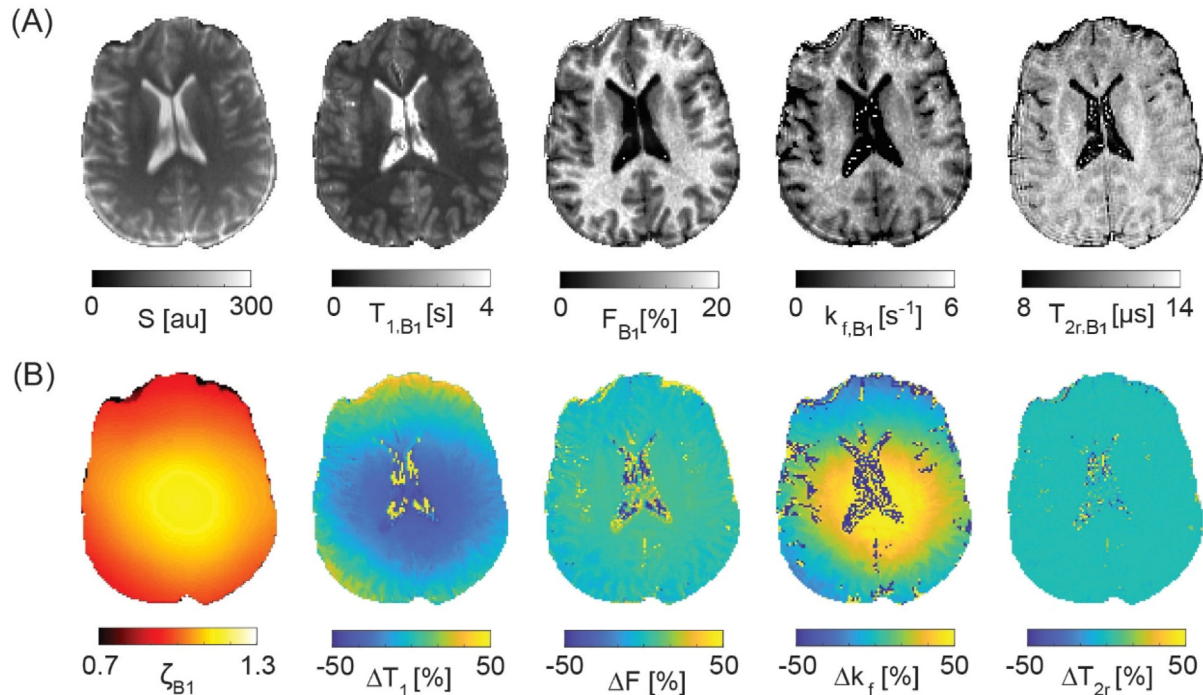 (A)
0 300 0 4 0 20 0 6 8 14
S [au] T1,B1[s] FB1[%] kf,B1[s-1] T2r,B1[µs]
(B)
0.7 1.3 -50 50 -50 50 -50 50 -50 50
ζB1 ΔT1 [%] ΔF [%] Δkf [%] ΔT2r [%]